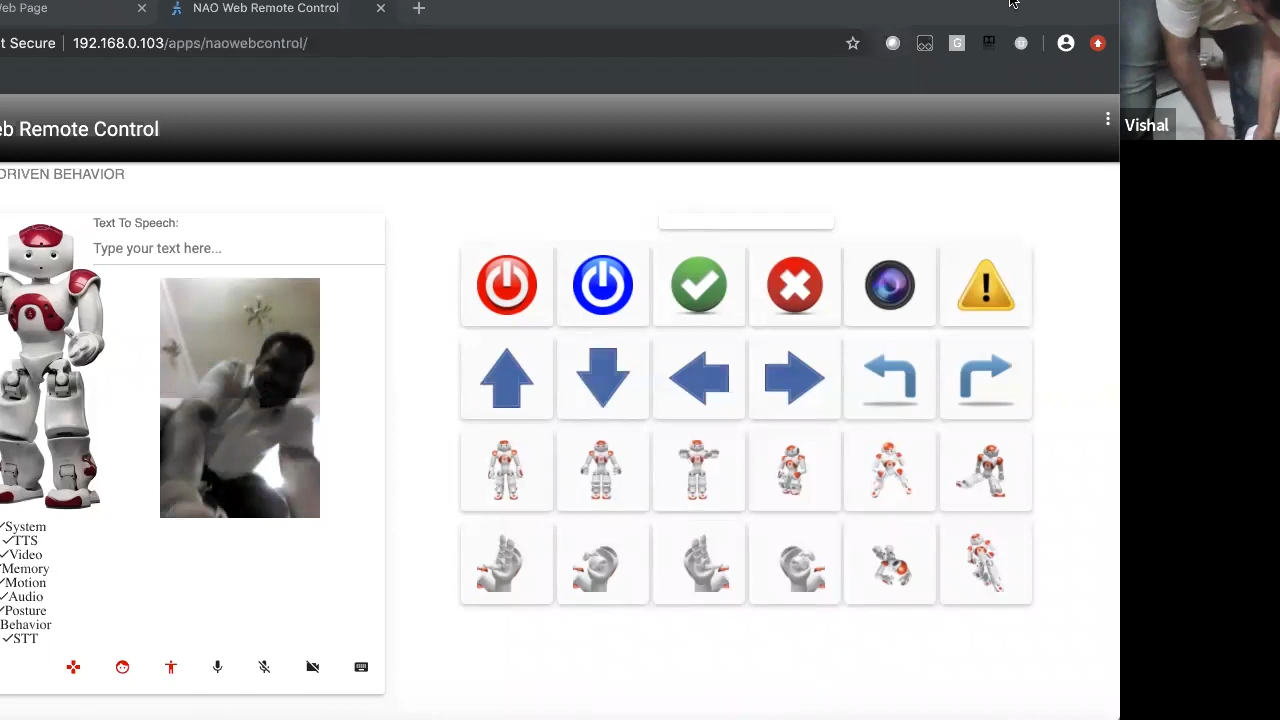 eb Page
NAO Web Remote Control
t Secure
192.168.0.103/apps/naowebcontrol/
Vishal
eb Remote Control
DRIVEN BEHAVIOR
Text To Speech:
Type your text here...
✓System
✓TTS
✓Video
Memory
✓Motion
✓Audio
✓Posture
Behavior
✓STT